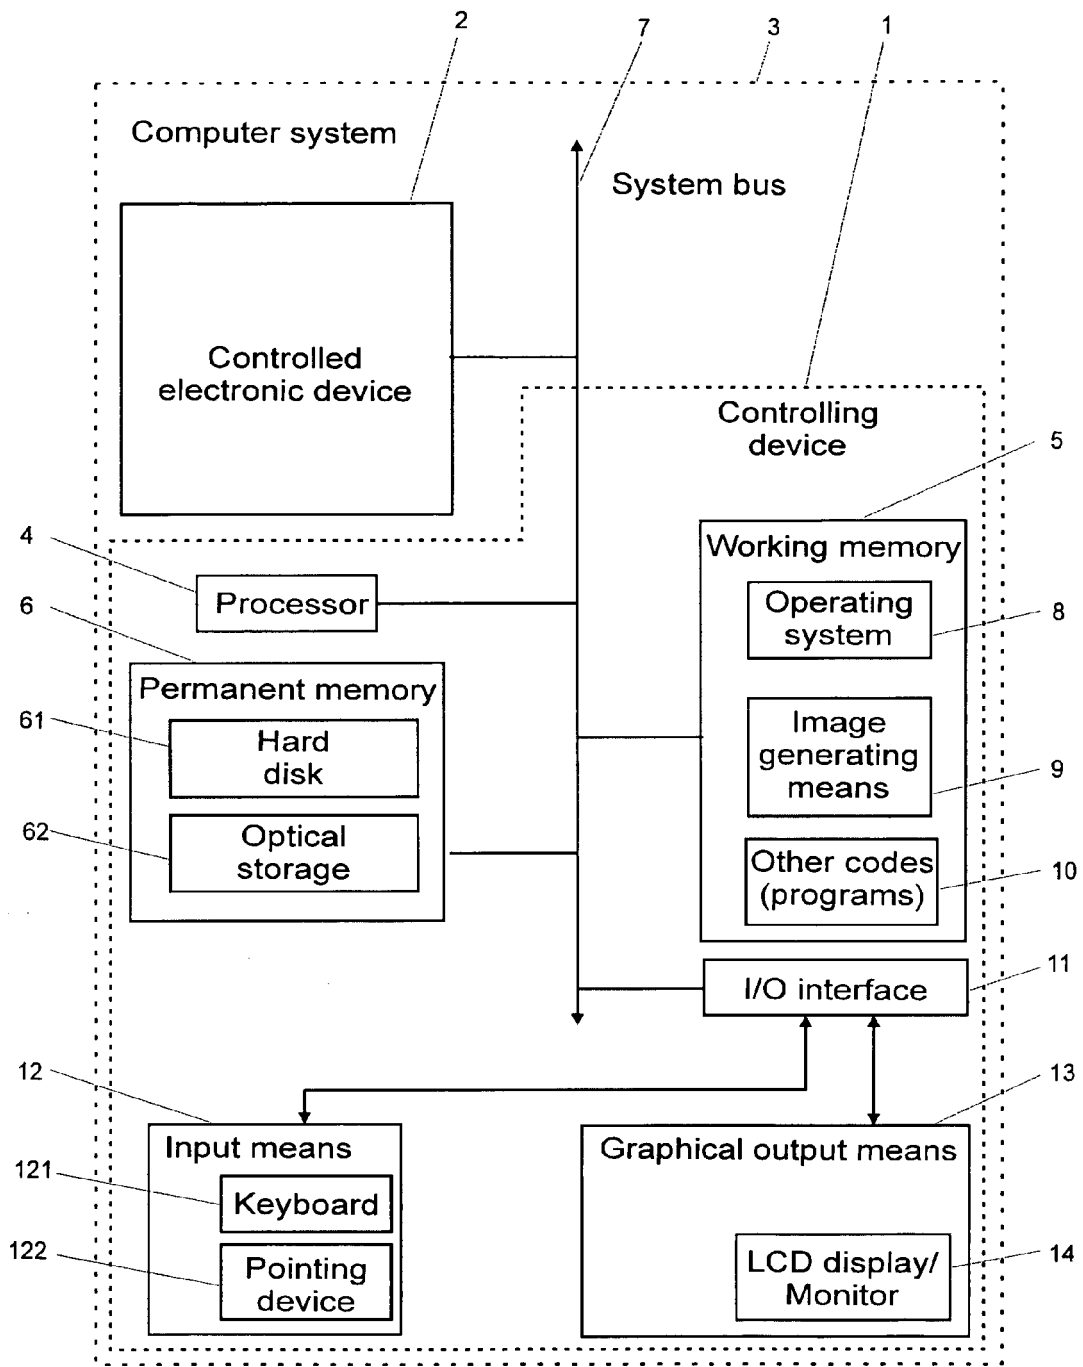 2
7
3
1
Computer system
System bus
Controlled
electronic device
Controlling
device
5
4
Working memory
Processor
Operating
system
8
6
Permanent memory
61
Hard
disk
Image
generating
means
9
62
Optical
storage
Other codes
(programs)
10
11
I/O interface
12
13
Input means
Graphical output means
121
Keyboard
122
Pointing
device
LCD display/
Monitor
14